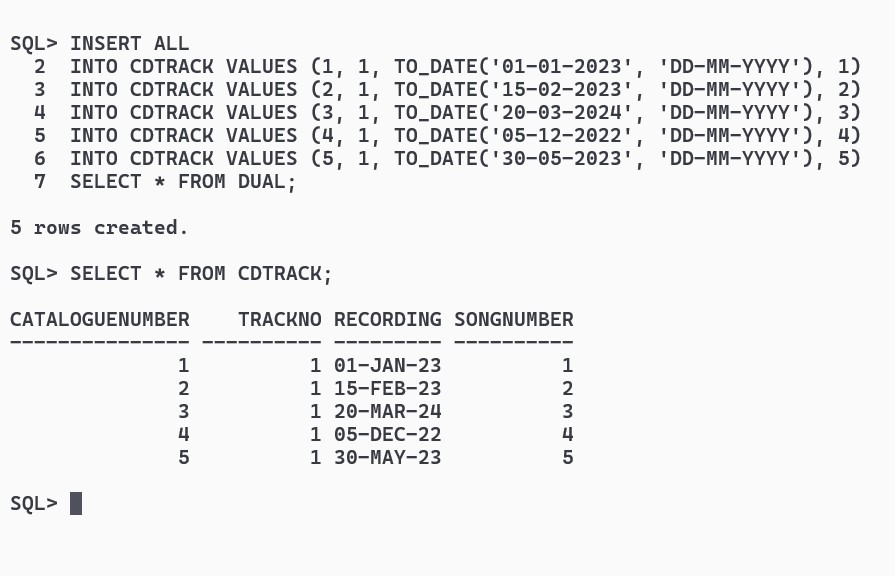 SQL> INSERT ALL
  2  INTO CDTRACK VALUES (1, 1, TO_DATE('01-01-2023', 'DD-MM-YYYY'), 1)
  3  INTO CDTRACK VALUES (2, 1, TO_DATE('15-02-2023', 'DD-MM-YYYY'), 2)
  4  INTO CDTRACK VALUES (3, 1, TO_DATE('20-03-2024', 'DD-MM-YYYY'), 3)
  5  INTO CDTRACK VALUES (4, 1, TO_DATE('05-12-2022', 'DD-MM-YYYY'), 4)
  6  INTO CDTRACK VALUES (5, 1, TO_DATE('30-05-2023', 'DD-MM-YYYY'), 5)
  7  SELECT * FROM DUAL;

5 rows created.

SQL> SELECT * FROM CDTRACK;

CATALOGUENUMBER    TRACKNO RECORDING SONGNUMBER
--------------- ---------- --------- ----------
              1          1 01-JAN-23          1
              2          1 15-FEB-23          2
              3          1 20-MAR-24          3
              4          1 05-DEC-22          4
              5          1 30-MAY-23          5

SQL>